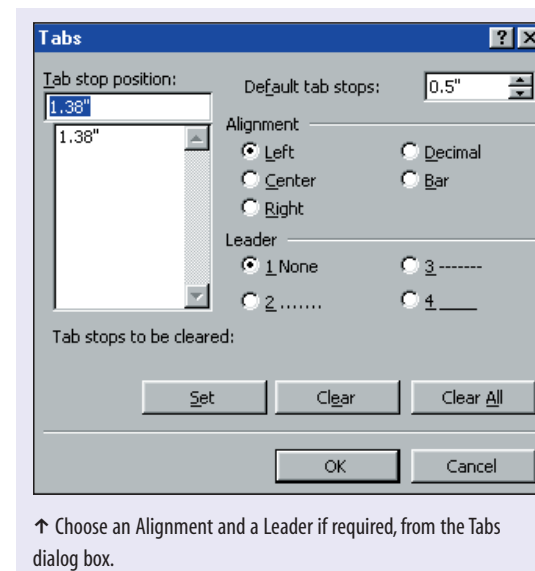 Tabs
Tab stop position:
Default tab stops: 0.5"
1.38"
1.38"
Alignment
Left Decimal
Center Bar
Right
Leader
1 None 3 -------
2 ....... 4 ____
Tab stops to be cleared:
Set Clear Clear All
OK Cancel
↑ Choose an Alignment and a Leader if required, from the Tabs
dialog box.